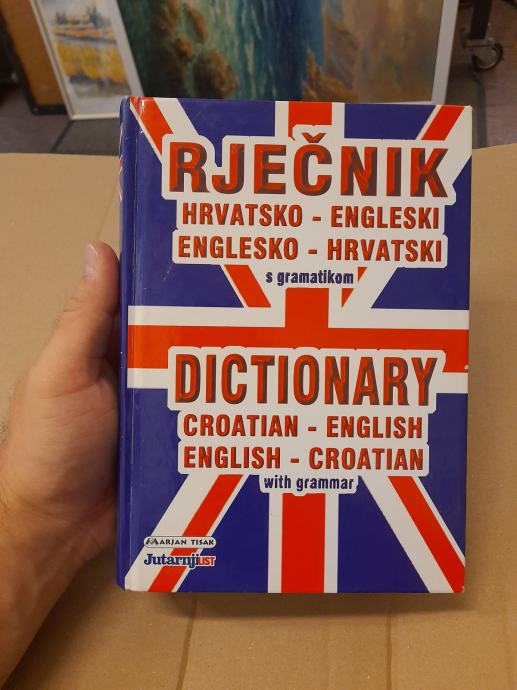 RJEČNIK
HRVATSKO - ENGLESKI
ENGLESKO - HRVATSKI
s gramatikom
DICTIONARY
CROATIAN - ENGLISH
ENGLISH - CROATIAN
with grammar
MARJAN TISAK
Jutarnji LIST